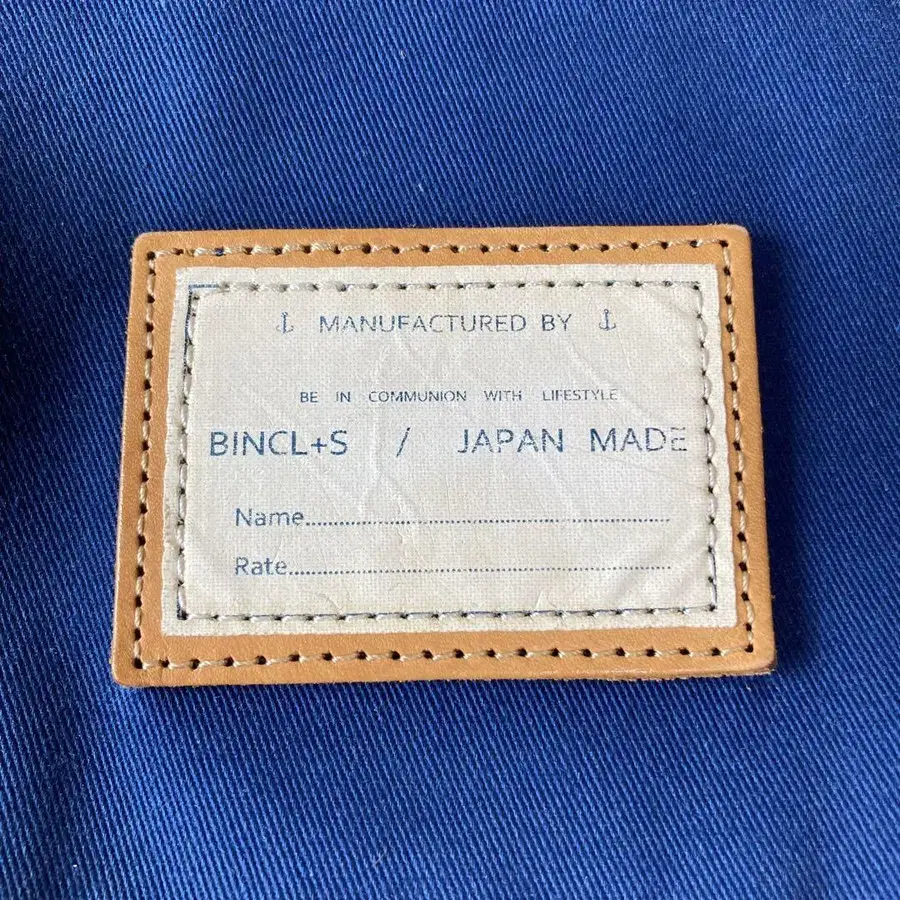 MANUFACTURED BY
BE IN COMMUNION WITH LIFESTYLE
BINCL+S / JAPAN MADE
Name........................................................
Rate........................................................